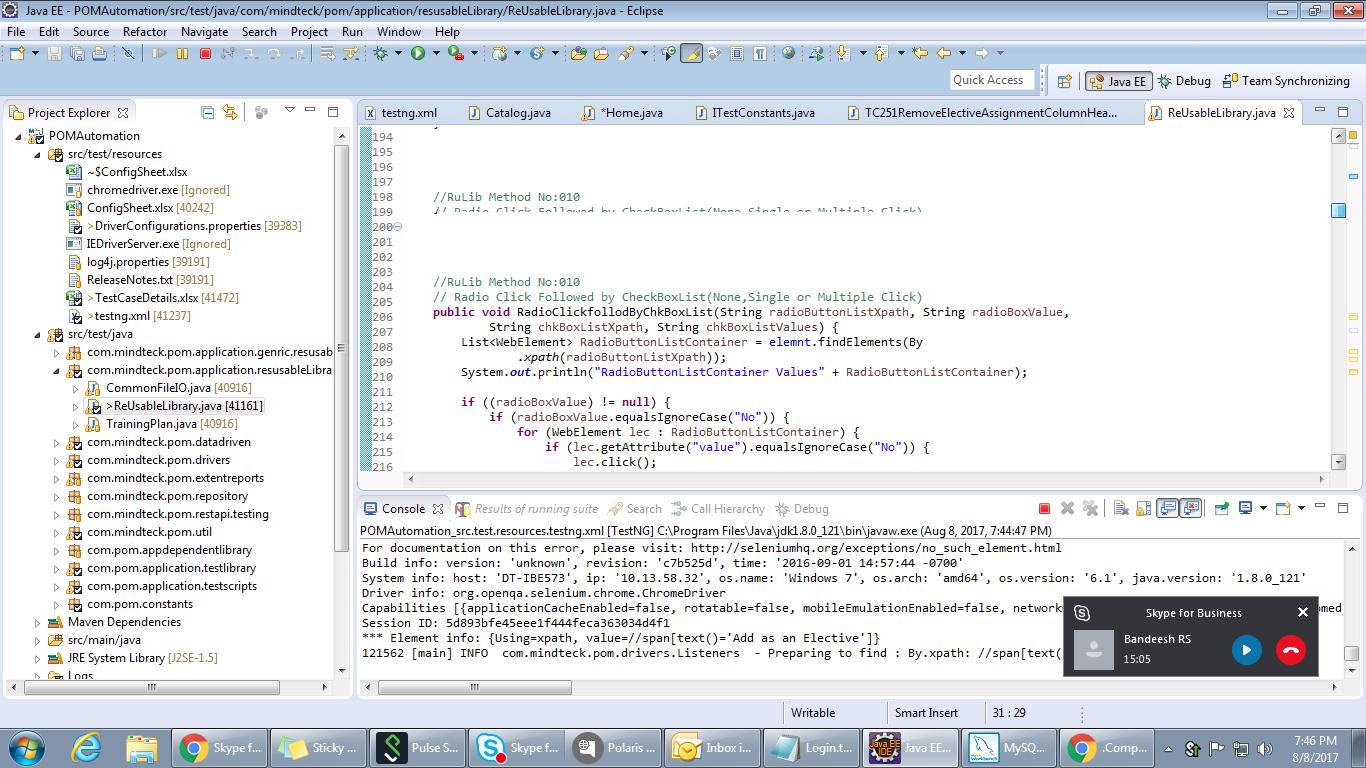 Java EE - POMAutomation/src/test/java/com/mindteck/pom/application/resusableLibrary/ReUsableLibrary.java - Eclipse
File Edit Source Refactor Navigate Search Project Run Window Help
Quick Access
Java EE
Debug
Team Synchronizing
Project Explorer
POMAutomation
src/test/resources
~$ConfigSheet.xlsx
chromedriver.exe [Ignored]
ConfigSheet.xlsx [40242]
>DriverConfigurations.properties [39383]
IEDriverServer.exe [Ignored]
log4j.properties [39191]
ReleaseNotes.txt [39191]
>TestCaseDetails.xlsx [41472]
>testng.xml [41237]
src/test/java
com.mindteck.pom.application.genric.resusab
com.mindteck.pom.application.resusableLibra
CommonFileIO.java [40916]
>ReUsableLibrary.java [41161]
TrainingPlan.java [40916]
com.mindteck.pom.datadriven
com.mindteck.pom.drivers
com.mindteck.pom.extentreports
com.mindteck.pom.repository
com.mindteck.pom.restapi.testing
com.mindteck.pom.util
com.pom.appdependentlibrary
com.pom.application.testlibrary
com.pom.application.testscripts
com.pom.constants
Maven Dependencies
src/main/java
JRE System Library [J2SE-1.5]
Logs
testng.xml
Catalog.java
*Home.java
ITestConstants.java
TC251RemoveElectiveAssignmentColumnHea...
ReUsableLibrary.java
194 }
195
196
197
198 //RuLib Method No:010
199 // Radio Click Followed by CheckBoxList(None,Single or Multiple Click)
200
201
202
203 //RuLib Method No:010
204 // Radio Click Followed by CheckBoxList(None,Single or Multiple Click)
205 public void RadioClickfollodByChkBoxList(String radioButtonListXpath, String radioBoxValue,
206 String chkBoxListXpath, String chkBoxListValues) {
207 List<WebElement> RadioButtonListContainer = elemnt.findElements(By
208 .xpath(radioButtonListXpath));
209 System.out.println("RadioButtonListContainer Values" + RadioButtonListContainer);
210
211 if ((radioBoxValue) != null) {
212 if (radioBoxValue.equalsIgnoreCase("No")) {
213 for (WebElement lec : RadioButtonListContainer) {
214 if (lec.getAttribute("value").equalsIgnoreCase("No")) {
215 lec.click();
216
Console
Results of running site
Search
Call Hierarchy
Debug
POMAutomation_src.test.resources.testng.xml [TestNG] C:\Program Files\Java\jdk1.8.0_121\bin\javaw.exe (Aug 8, 2017, 7:44:47 PM)
For documentation on this error, please visit: http://seleniumhq.org/exceptions/no_such_element.html
Build info: version: 'unknown', revision: 'c7b525d', time: '2016-09-01 14:57:44 -0700'
System info: host: 'DT-IBE573', ip: '10.13.58.32', os.name: 'Windows 7', os.arch: 'amd64', os.version: '6.1', java.version: '1.8.0_121'
Driver info: org.openqa.selenium.chrome.ChromeDriver
Capabilities [{applicationCacheEnabled=false, rotatable=false, mobileEmulationEnabled=false, network
Session ID: 5d893bfe45eee1f444feca363034d4f1
*** Element info: {Using=xpath, value=//span[text()='Add as an Elective']}
121562 [main] INFO com.mindteck.pom.drivers.Listeners - Preparing to find : By.xpath: //span[text(
Skype for Business
Bandeesh RS
15:05
Writable
Smart Insert
31 : 29
Skype f...
Sticky ...
Pulse S...
Skype f...
Polaris ...
Inbox i...
Login.t...
Java EE...
MySQ...
.Comp...
7:46 PM
8/8/2017